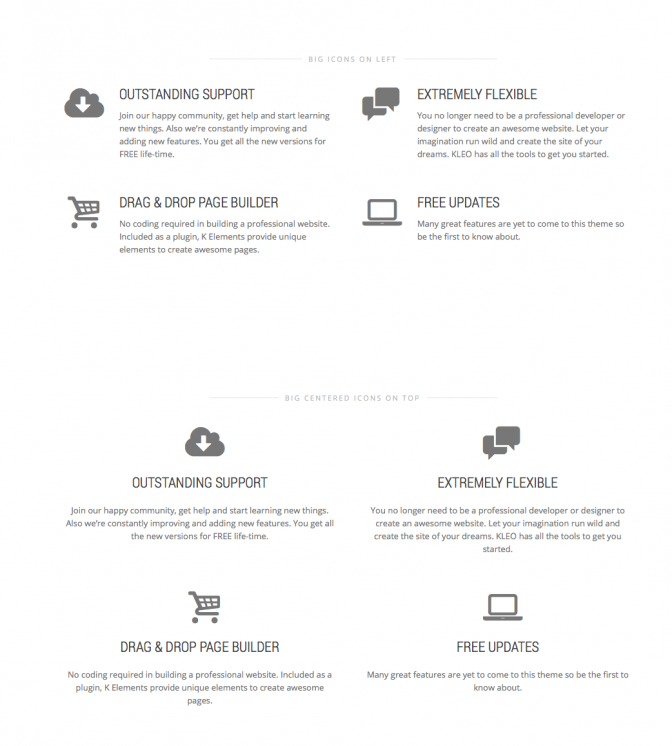 BIG ICONS ON LEFT
OUTSTANDING SUPPORT
Join our happy community, get help and start learning
new things. Also we're constantly improving and
adding new features. You get all the new versions for
FREE life-time.
EXTREMELY FLEXIBLE
You no longer need to be a professional developer or
designer to create an awesome website. Let your
imagination run wild and create the site of your
dreams. KLEO has all the tools to get you started.
DRAG & DROP PAGE BUILDER
No coding required in building a professional website.
Included as a plugin, K Elements provide unique
elements to create awesome pages.
FREE UPDATES
Many great features are yet to come to this theme so
be the first to know about.
BIG CENTERED ICONS ON TOP
OUTSTANDING SUPPORT
Join our happy community, get help and start learning new things.
Also we're constantly improving and adding new features. You get all
the new versions for FREE life-time.
EXTREMELY FLEXIBLE
You no longer need to be a professional developer or designer to
create an awesome website. Let your imagination run wild and
create the site of your dreams. KLEO has all the tools to get you
started.
DRAG & DROP PAGE BUILDER
No coding required in building a professional website. Included as a
plugin, K Elements provide unique elements to create awesome
pages.
FREE UPDATES
Many great features are yet to come to this theme so be the first to
know about.